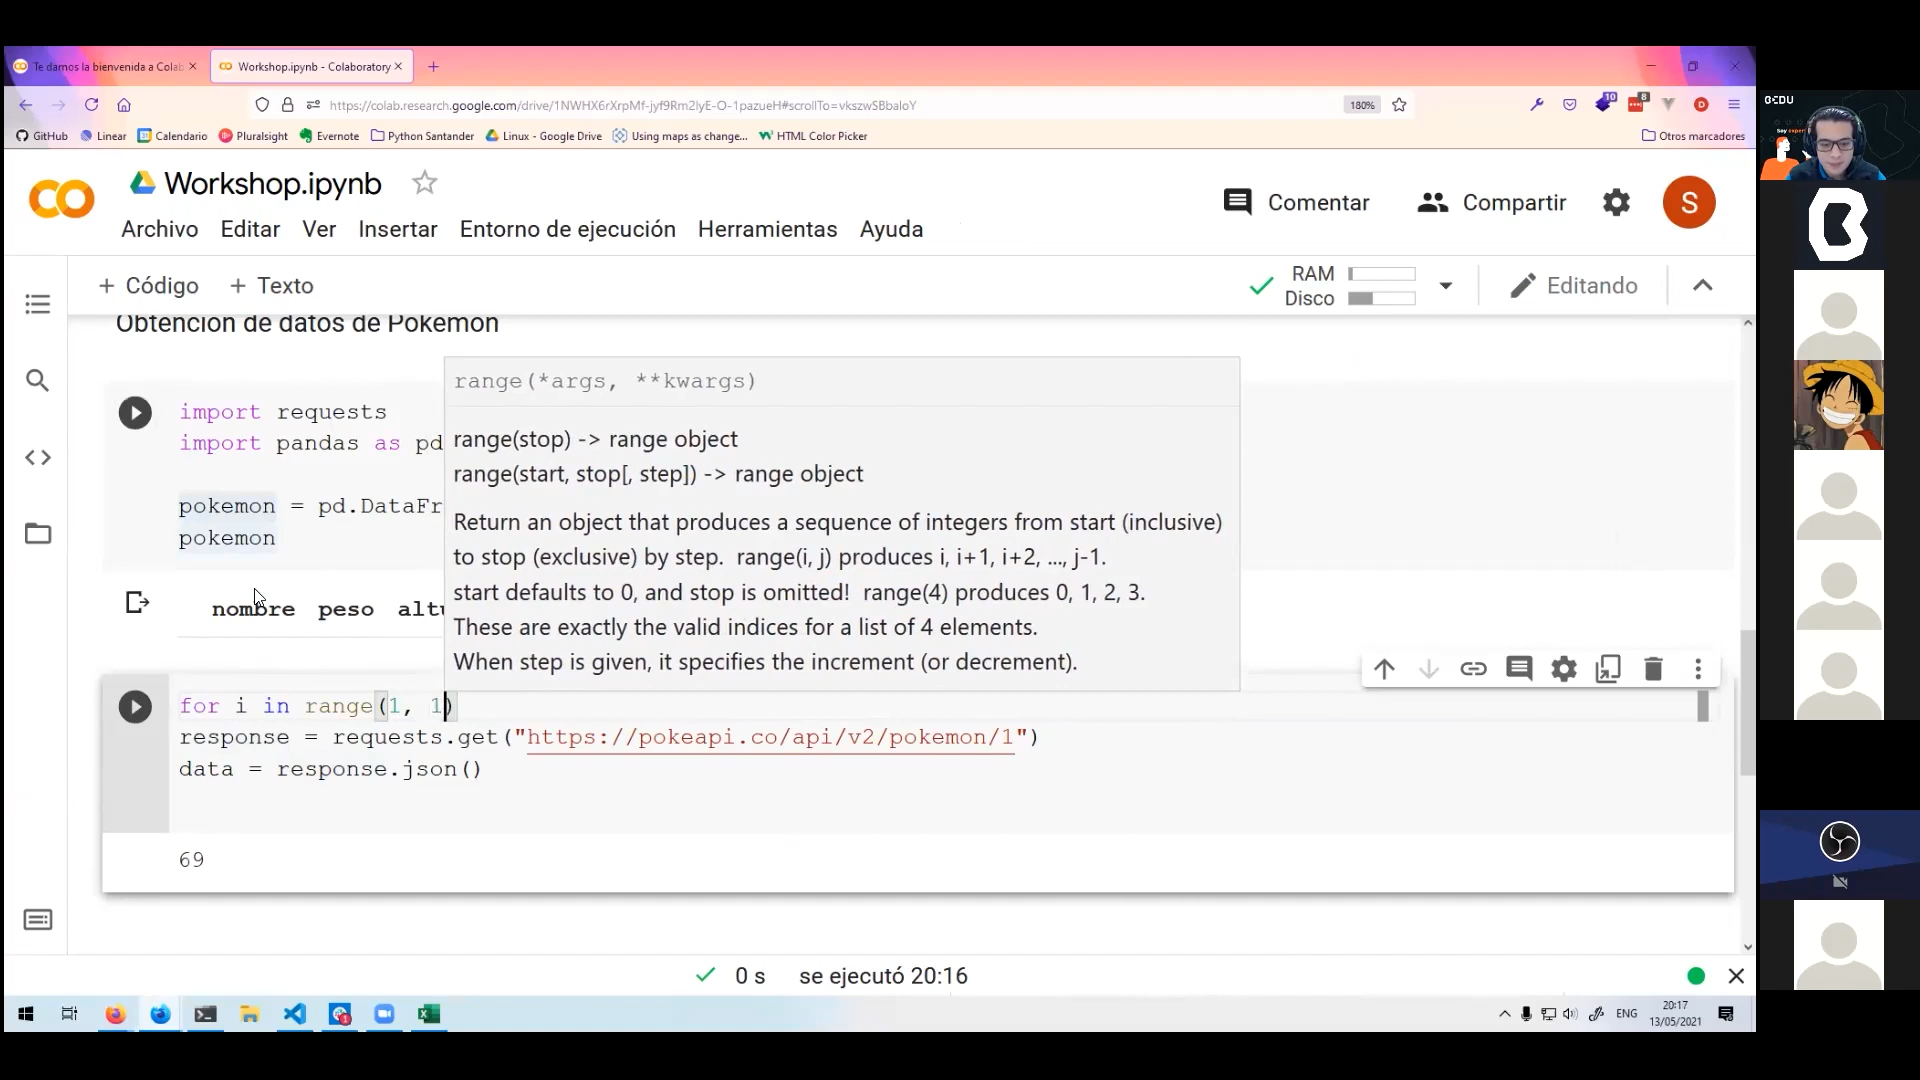 Te damos la bienvenida a Colab
Workshop.ipynb - Colaboratory
https://colab.research.google.com/drive/1NWHX6rXrpMf-jyf9Rm2lyE-O-1pazueH#scrollTo=vkszwSBbaloY
180%
10
8
D
GitHub
Linear
Calendario
Pluralsight
Evernote
Python Santander
Linux - Google Drive
Using maps as change...
HTML Color Picker
Otros marcadores
Workshop.ipynb
Comentar
Compartir
S
Archivo Editar Ver Insertar Entorno de ejecución Herramientas Ayuda
+ Código + Texto
RAM
Disco
Editando
Obtención de datos de Pokemon
range(*args, **kwargs)
range(stop) -> range object
range(start, stop[, step]) -> range object
Return an object that produces a sequence of integers from start (inclusive)
to stop (exclusive) by step. range(i, j) produces i, i+1, i+2, ..., j-1.
start defaults to 0, and stop is omitted! range(4) produces 0, 1, 2, 3.
These are exactly the valid indices for a list of 4 elements.
When step is given, it specifies the increment (or decrement).
import requests
import pandas as pd
pokemon = pd.DataFr
pokemon
nombre peso altu
for i in range(1, 1)
response = requests.get("https://pokeapi.co/api/v2/pokemon/1")
data = response.json()
69
0 s se ejecutó 20:16
ENG
20:17
13/05/2021
BEDU
Soy exper